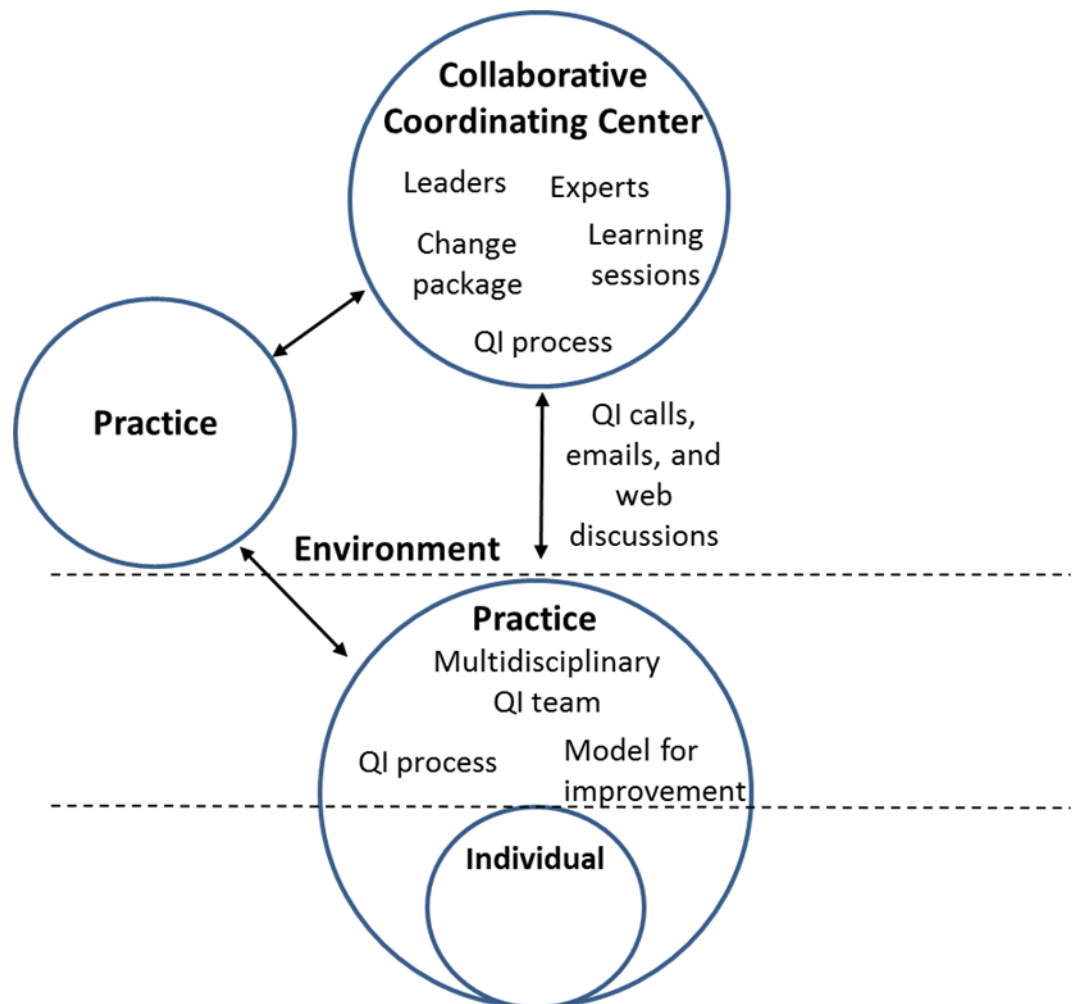 Collaborative
Coordinating Center
Leaders
Experts
Change
package
Learning
sessions
QI process
Practice
QI calls,
emails, and
web
discussions
Environment
Practice
Multidisciplinary
QI team
QI process
Model for
improvement
Individual